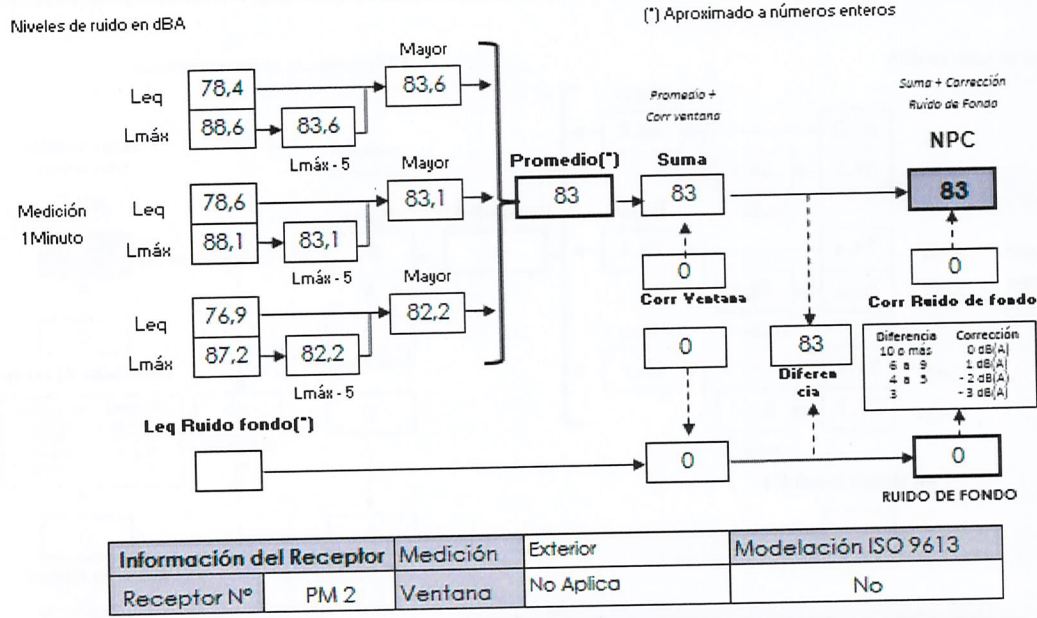 Niveles de ruido en dBA
(*) Aproximado a números enteros
Mayor
Leq 78,4 83,6
Lmáx 88,6 83,6
Lmáx - 5
Promedio +
Corr ventana
Suma + Corrección
Ruido de Fondo
NPC
Mayor
Promedio(*) Suma
Medición
1Minuto
Leq 78,6 83,1 83 83 83
Lmáx 88,1 83,1
Lmáx - 5
0 0
Corr Ventana Corr Ruido de fondo
Mayor
Leq 76,9 82,2
Lmáx 87,2 82,2
Lmáx - 5
0 83
Diferen
cia
Diferencia Corrección
10 o mas 0 dB(A)
6 a 9 1 dB(A)
4 a 5 - 2 dB(A)
3 - 3 dB(A)
Leq Ruido fondo(*)
0 0
RUIDO DE FONDO
Información del Receptor Medición Exterior Modelación ISO 9613
Receptor Nº PM 2 Ventana No Aplica No